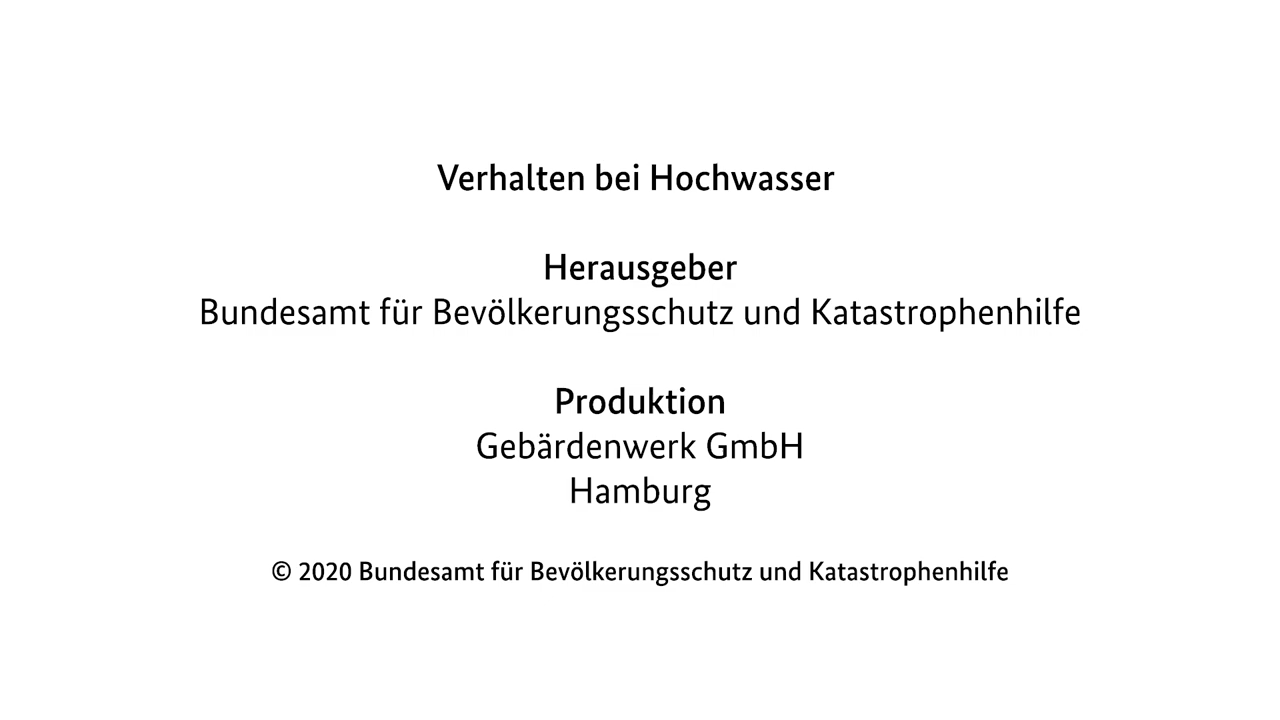 Verhalten bei Hochwasser
Herausgeber
Bundesamt für Bevölkerungsschutz und Katastrophenhilfe
Produktion
Gebärdenwerk GmbH
Hamburg
© 2020 Bundesamt für Bevölkerungsschutz und Katastrophenhilfe